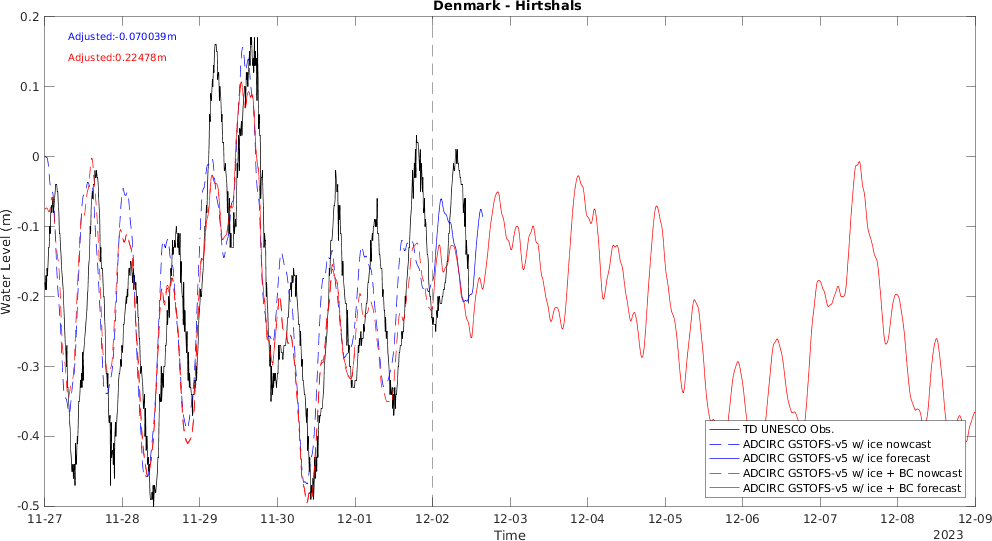 Denmark - Hirtshals
Adjusted:-0.070039m
Adjusted:0.22478m
0.2
0.1
0
-0.1
-0.2
-0.3
-0.4
-0.5
Water Level (m)
TD UNESCO Obs.
ADCIRC GSTOFS-v5 w/ ice nowcast
ADCIRC GSTOFS-v5 w/ ice forecast
ADCIRC GSTOFS-v5 w/ ice + BC nowcast
ADCIRC GSTOFS-v5 w/ ice + BC forecast
11-27 11-28 11-29 11-30 12-01 12-02 12-03 12-04 12-05 12-06 12-07 12-08 12-09
Time
2023